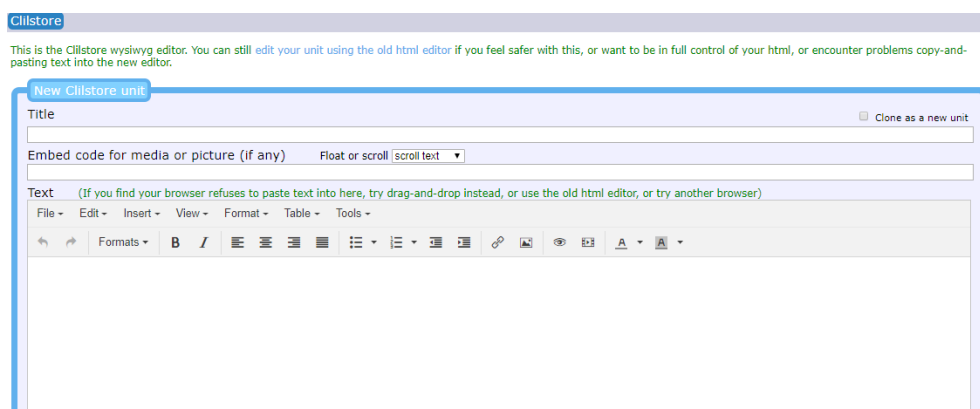 Clilstore
This is the Clilstore wysiwyg editor. You can still edit your unit using the old html editor if you feel safer with this, or want to be in full control of your html, or encounter problems copy-and-
pasting text into the new editor.
New Clilstore unit
Title
Clone as a new unit
Embed code for media or picture (if any) Float or scroll scroll text
Text (If you find your browser refuses to paste text into here, try drag-and-drop instead, or use the old html editor, or try another browser)
File Edit Insert View Format Table Tools
Formats B I A A